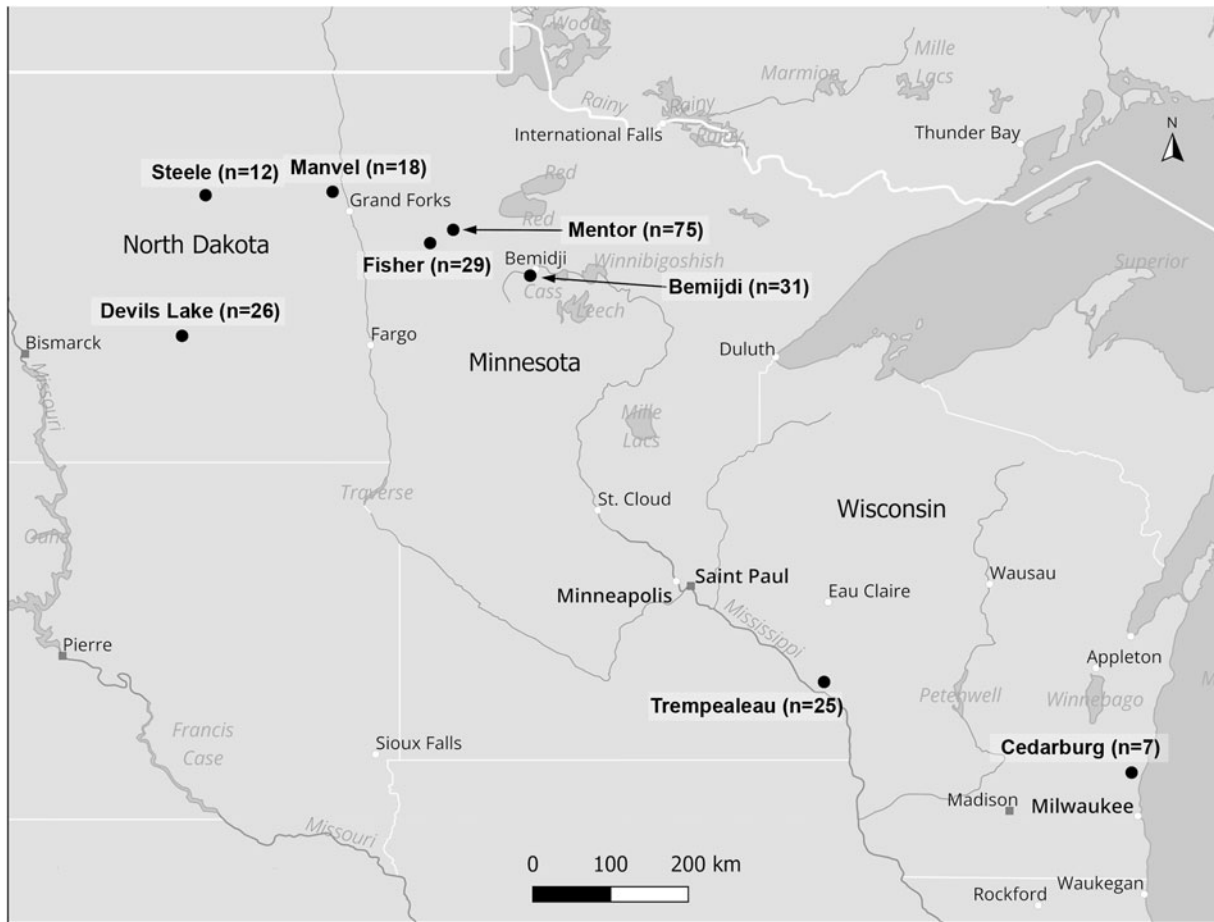 Woods
Mille
Lacs
Marmion
Rainy
Rainy
Rainy
International Falls
Thunder Bay
N
Steele (n=12)
Manvel (n=18)
Grand Forks
Red
Red
Mentor (n=75)
North Dakota
Fisher (n=29)
Bemidji
Winnibigoshish
Superior
Cass
Bemijdi (n=31)
Leech
Devils Lake (n=26)
Bismarck
Fargo
Duluth
Minnesota
Missouri
Mille
Lacs
Traverse
St. Cloud
Wisconsin
Oahe
Saint Paul
Wausau
Minneapolis
Eau Claire
Mississippi
Pierre
Appleton
Trempealeau (n=25)
Petenwell
Winnebago
M
Francis
Case
Sioux Falls
Cedarburg (n=7)
Madison
Milwaukee
Missouri
0 100 200 km
Rockford
Waukegan